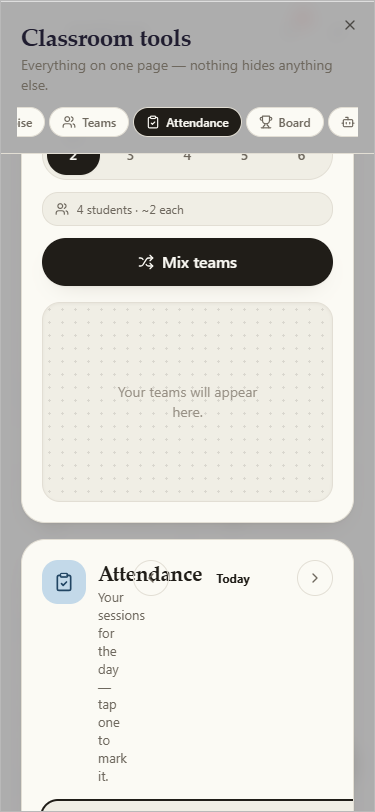 Classroom tools
Everything on one page — nothing hides anything
else.
ise Teams Attendance Board
2 3 4 5 6
4 students · ~2 each
Mix teams
Your teams will appear
here.
Attendance Today
Your
sessions
for
the
day
—
tap
one
to
mark
it.